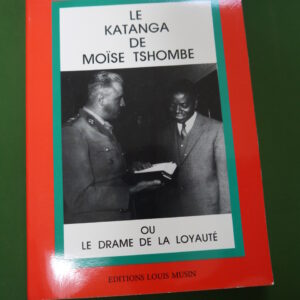 LE
KATANGA
DE
MOÏSE TSHOMBE
OU
LE DRAME DE LA LOYAUTÉ
EDITIONS LOUIS MUSIN